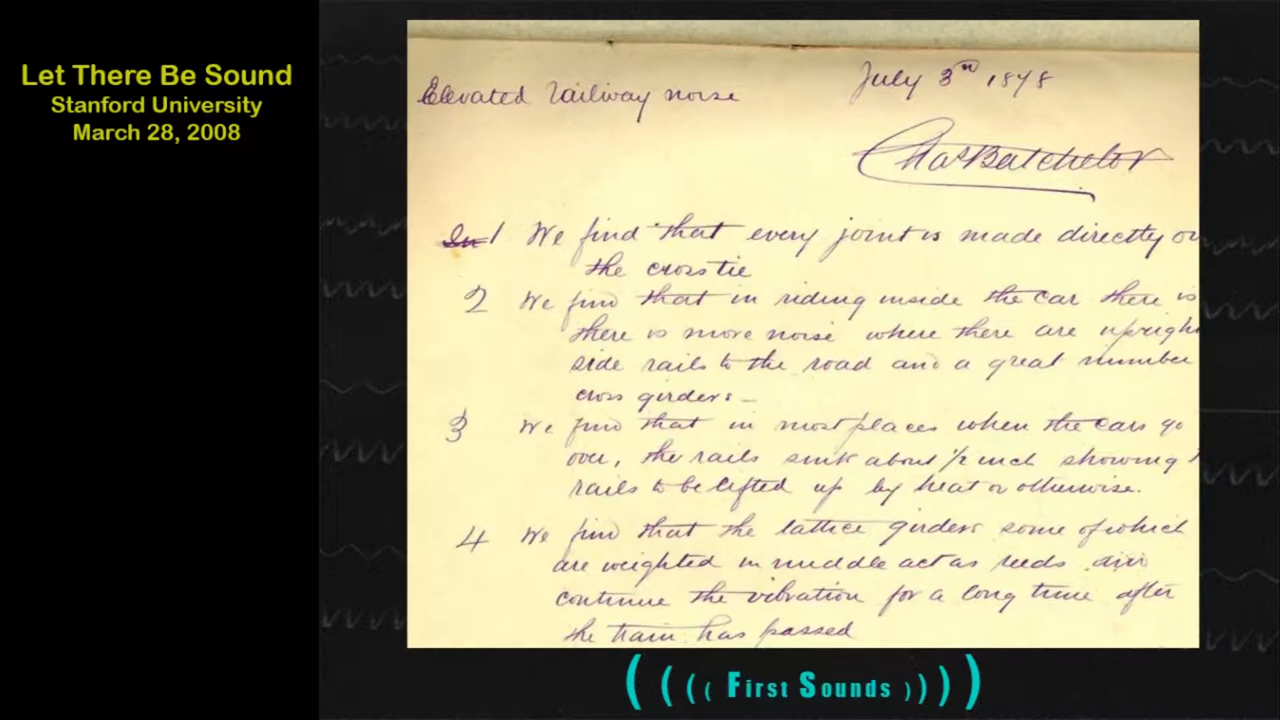 Let There Be Sound
Stanford University
March 28, 2008
Elevated railway noise
July 3rd 1878
Chas Batchelor
In 1 We find that every joint is made directly on
the cross tie
2 We find that in riding inside the car there is
there is more noise where there are uprigh
side rails to the road and a great number
cross girders -
3 We find that in most places when the cars go
over, the rails sink about 1/2 inch showing
rails to be lifted up by heat or otherwise.
4 We find that the lattice girders some of which
are weighted in middle act as reeds and
continue the vibration for a long time after
the train has passed
(((( First Sounds ))))